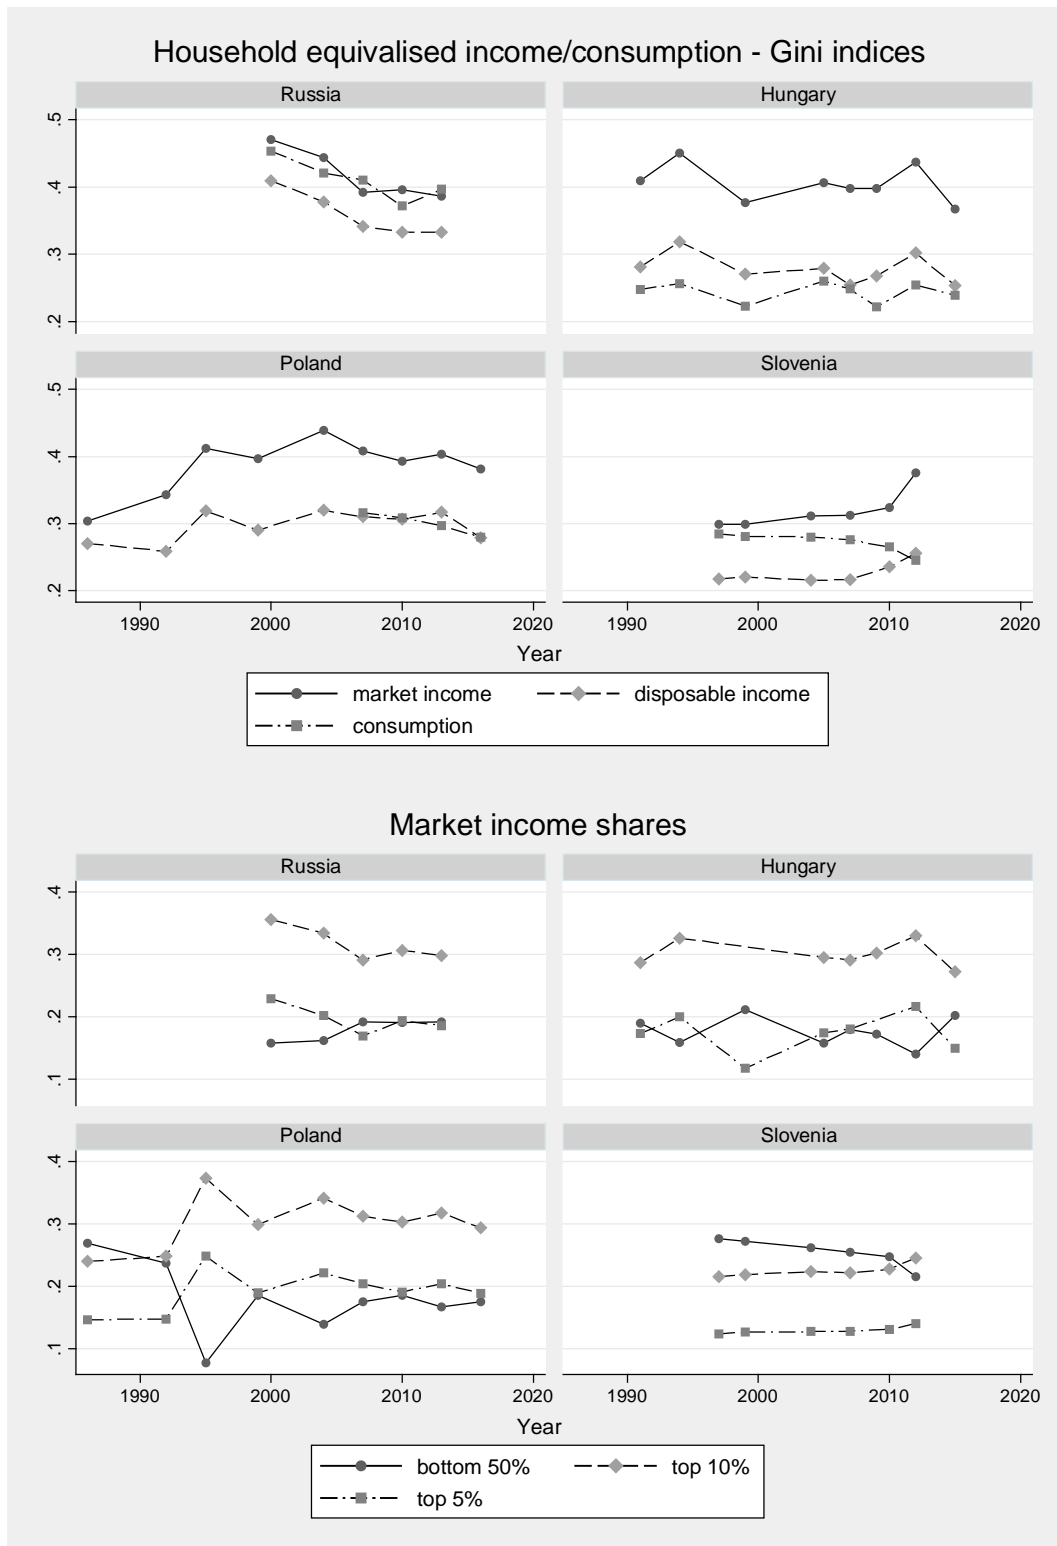 Household equivalised income/consumption - Gini indices
Russia
Hungary
.5
.4
.3
.2
Poland
Slovenia
.5
.4
.3
.2
1990 2000 2010 2020 1990 2000 2010 2020
Year
market income disposable income
consumption
Market income shares
Russia
Hungary
.4
.3
.2
.1
Poland
Slovenia
.4
.3
.2
.1
1990 2000 2010 2020 1990 2000 2010 2020
Year
bottom 50% top 10%
top 5%